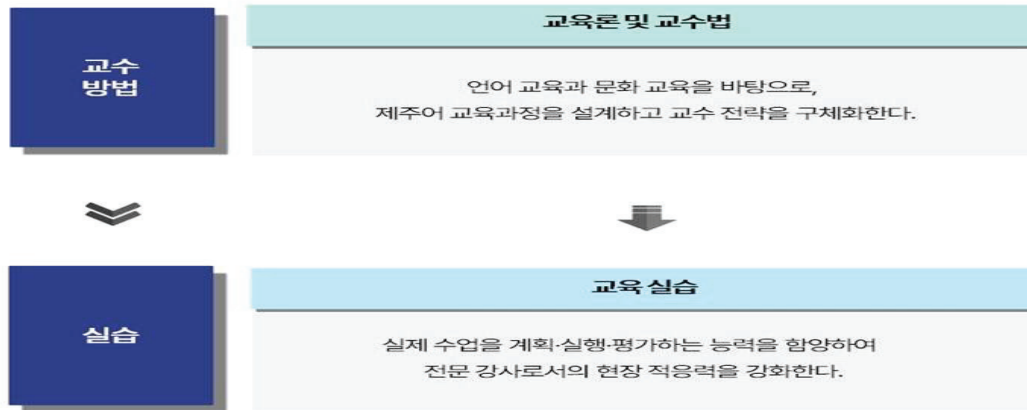 교수
방법
교육론 및 교수법
언어 교육과 문화 교육을 바탕으로,
제주어 교육과정을 설계하고 교수 전략을 구체화한다.
실습
교육 실습
실제 수업을 계획·실행·평가하는 능력을 함양하여
전문 강사로서의 현장 적응력을 강화한다.